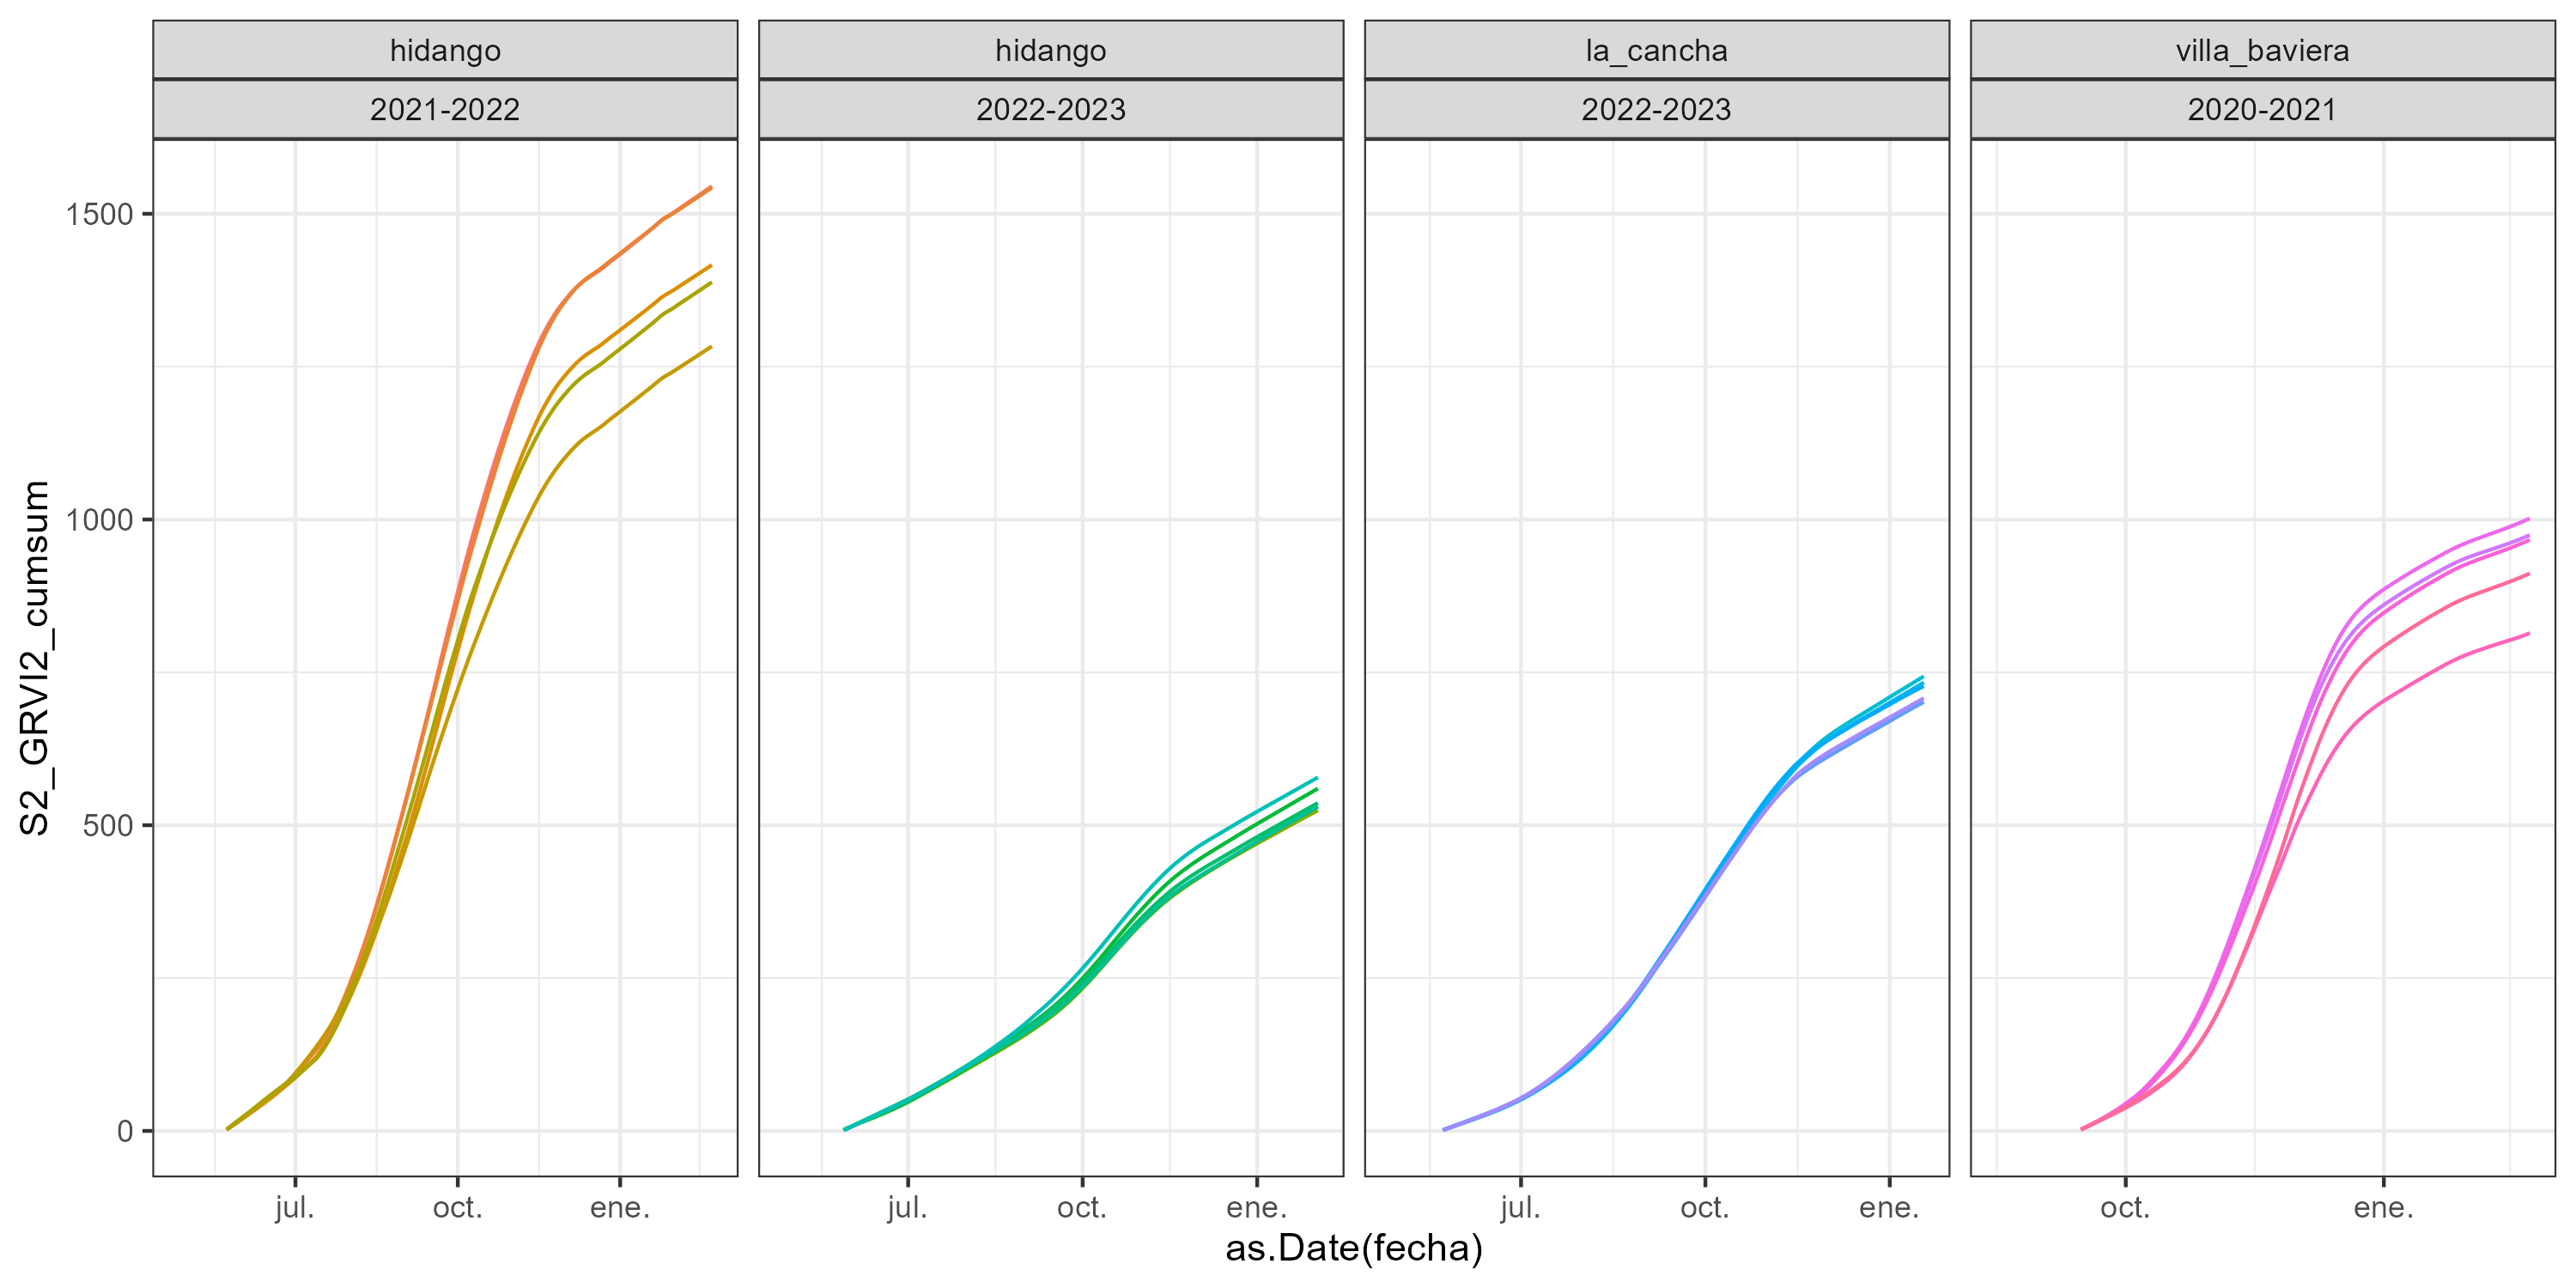 hidango hidango la_cancha villa_baviera
2021-2022 2022-2023 2022-2023 2020-2021
S2_GRVI2_cumsum
1500
1000
500
0
jul. oct. ene. jul. oct. ene. jul. oct. ene. oct. ene.
as.Date(fecha)